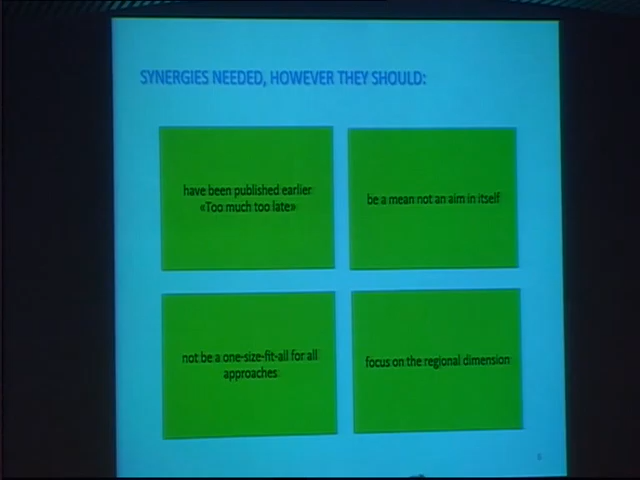 SYNERGIES NEEDED, HOWEVER THEY SHOULD:
have been published earlier
«Too much too late»
be a mean not an aim in itself
not be a one-size-fit-all for all
approaches
focus on the regional dimension